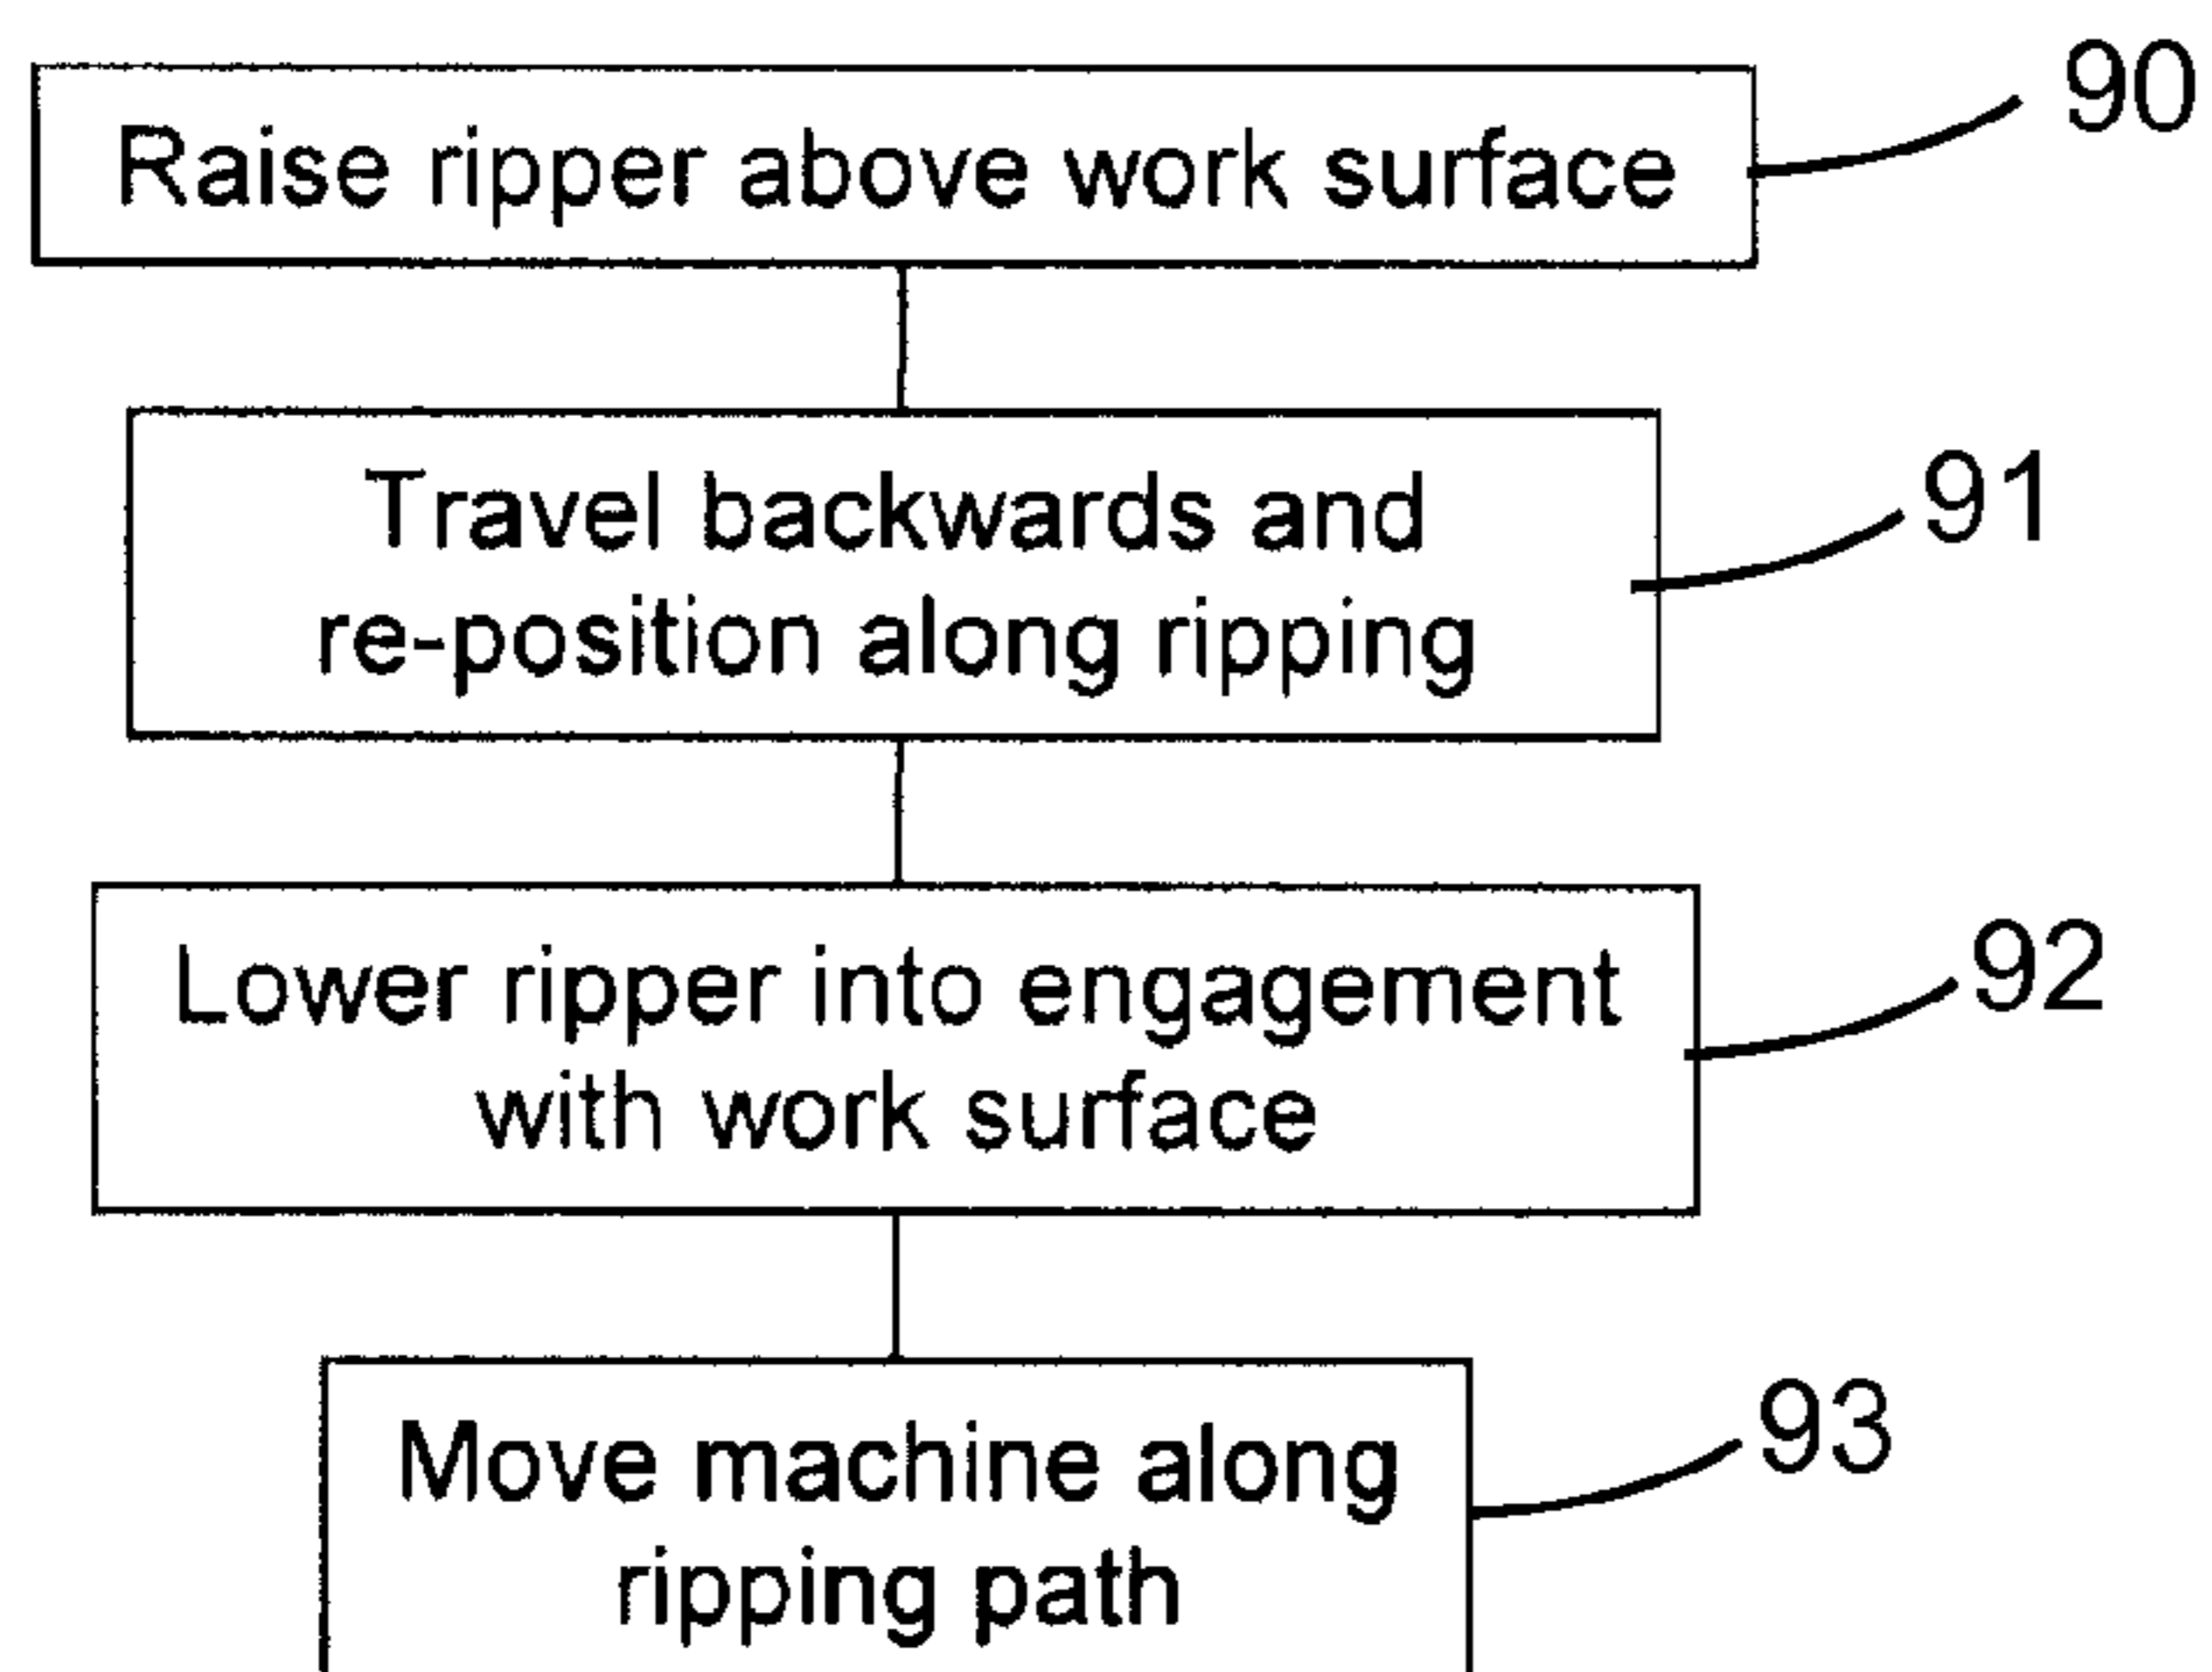 Raise ripper above work surface
90
Travel backwards and
re-position along ripping
91
Lower ripper into engagement
with work surface
92
Move machine along
ripping path
93